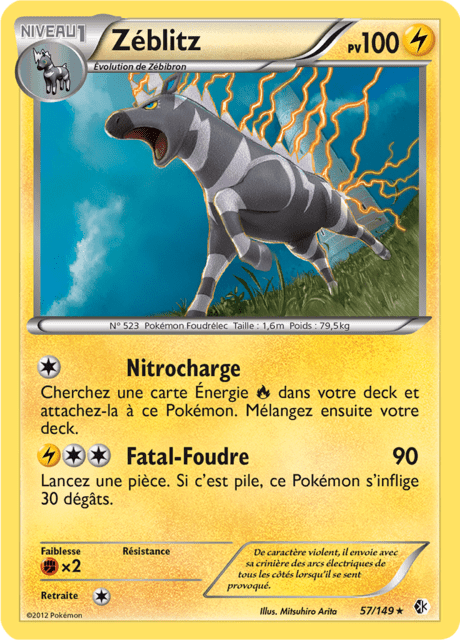 NIVEAU 1
Zéblitz
PV100
Évolution de Zébibron
N° 523 Pokémon Foudrélec Taille : 1,6m Poids : 79,5kg
Nitrocharge
Cherchez une carte Énergie dans votre deck et
attachez-la à ce Pokémon. Mélangez ensuite votre
deck.
Fatal-Foudre 90
Lancez une pièce. Si c'est pile, ce Pokémon s'inflige
30 dégâts.
Faiblesse Résistance
×2
Retraite
De caractère violent, il envoie avec
sa crinière des arcs électriques de
tous les côtés lorsqu'il se sent
provoqué.
©2012 Pokémon
Illus. Mitsuhiro Arita
57/149 ★